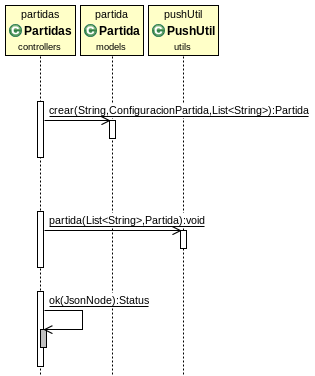 partidas
C Partidas
controllers
partida
C Partida
models
pushUtil
C PushUtil
utils
crear(String,ConfiguracionPartida,List<String>):Partida
partida(List<String>,Partida):void
ok(JsonNode):Status